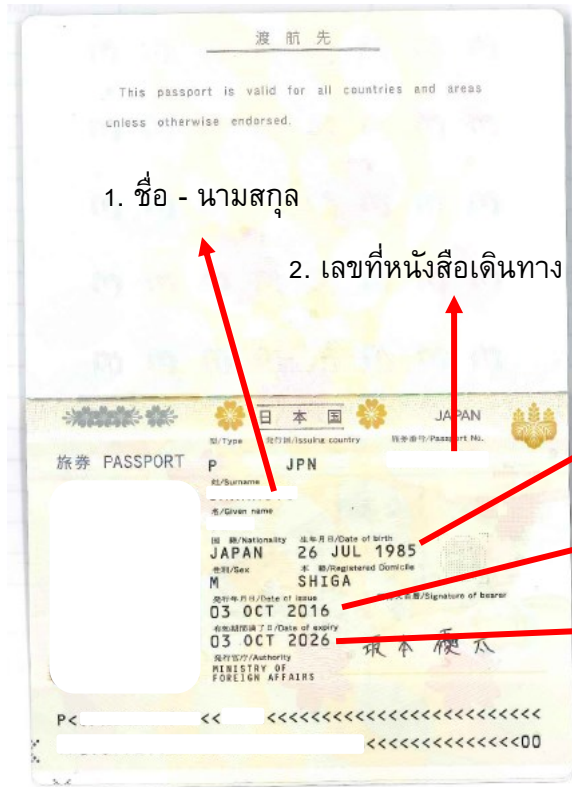 渡航先
This passport is valid for all countries and areas
unless otherwise endorsed.
1. ชื่อ - นามสกุล
2. เลขที่หนังสือเดินทาง
日本国 JAPAN
型/Type 発行国/Issuing country 旅券番号/Passport No.
旅券 PASSPORT P JPN
姓/Surname
名/Given name
国籍/Nationality 生年月日/Date of birth
JAPAN 26 JUL 1985
性別/Sex 本籍/Registered Domicile
M SHIGA
発行年月日/Date of issue /Signature of bearer
03 OCT 2016
有効期間満了日/Date of expiry
03 OCT 2026
坂本優太
発行官庁/Authority
MINISTRY OF
FOREIGN AFFAIRS
P< << <<<<<<<<<<<<<<<<<<<<<<<<<<
<<<<<<<<<<<<<<00